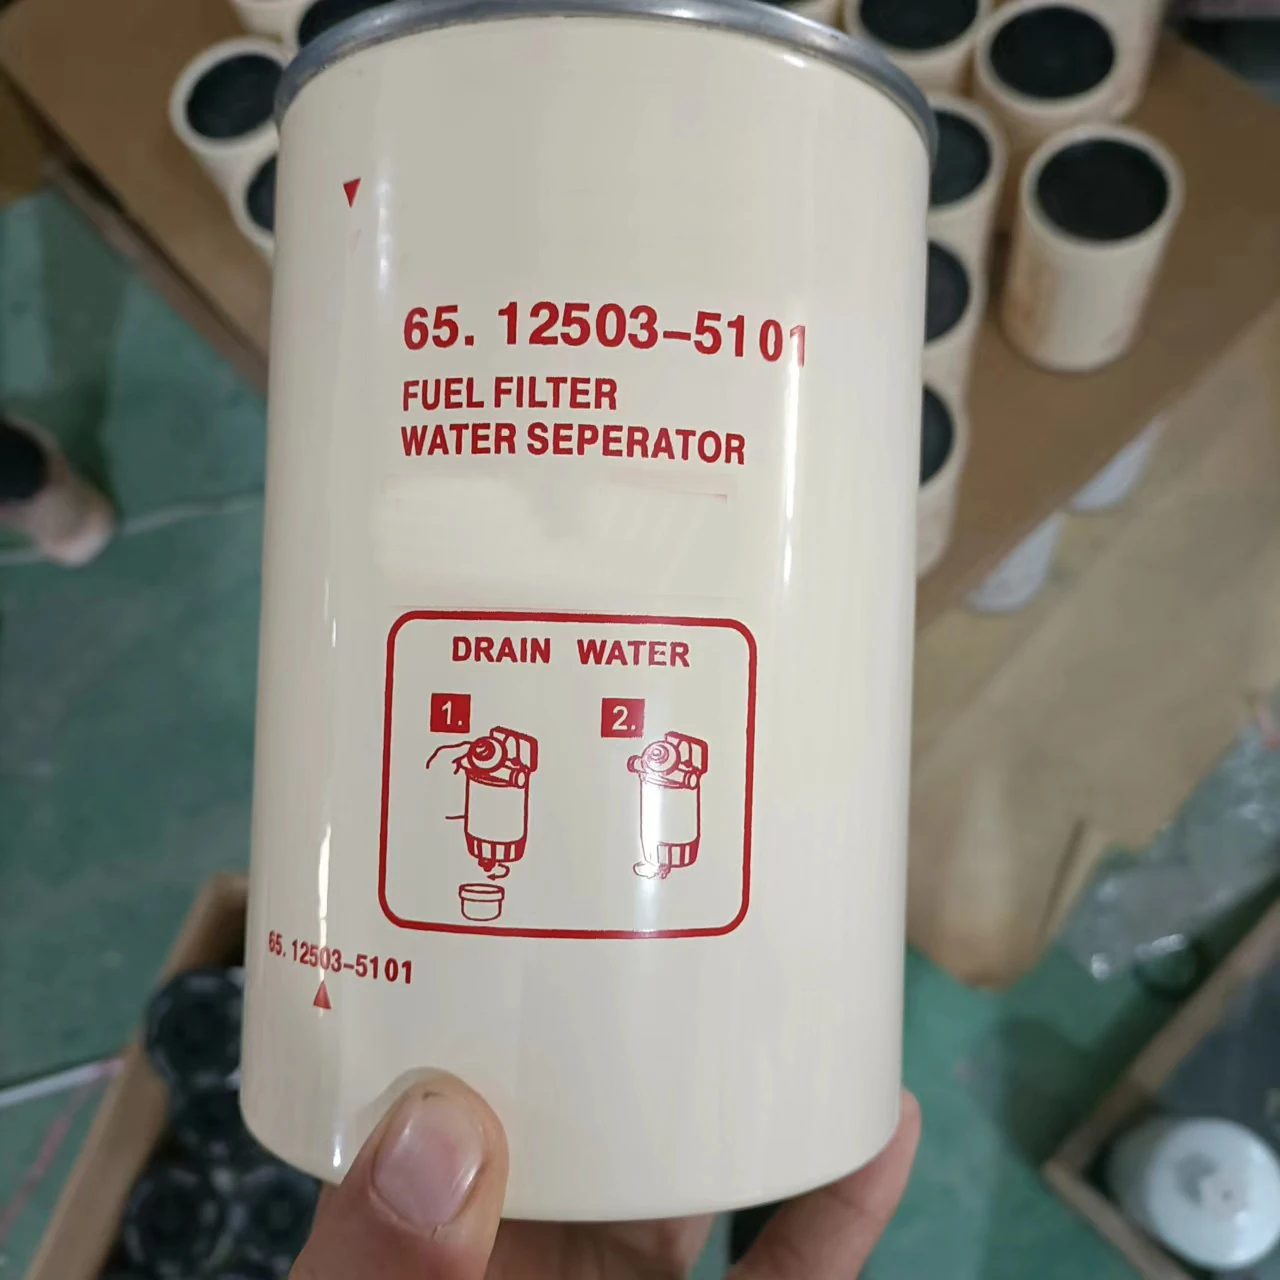 65. 12503-5101
FUEL FILTER
WATER SEPERATOR
DRAIN WATER
1.
2.
65. 12503-5101